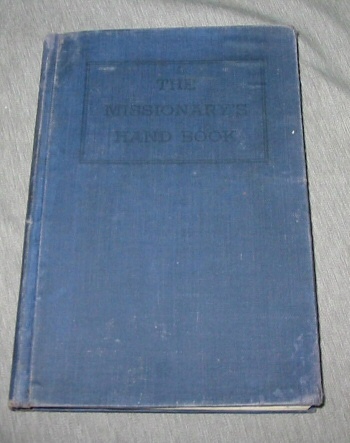 THE
MISSIONARY'S
HAND BOOK